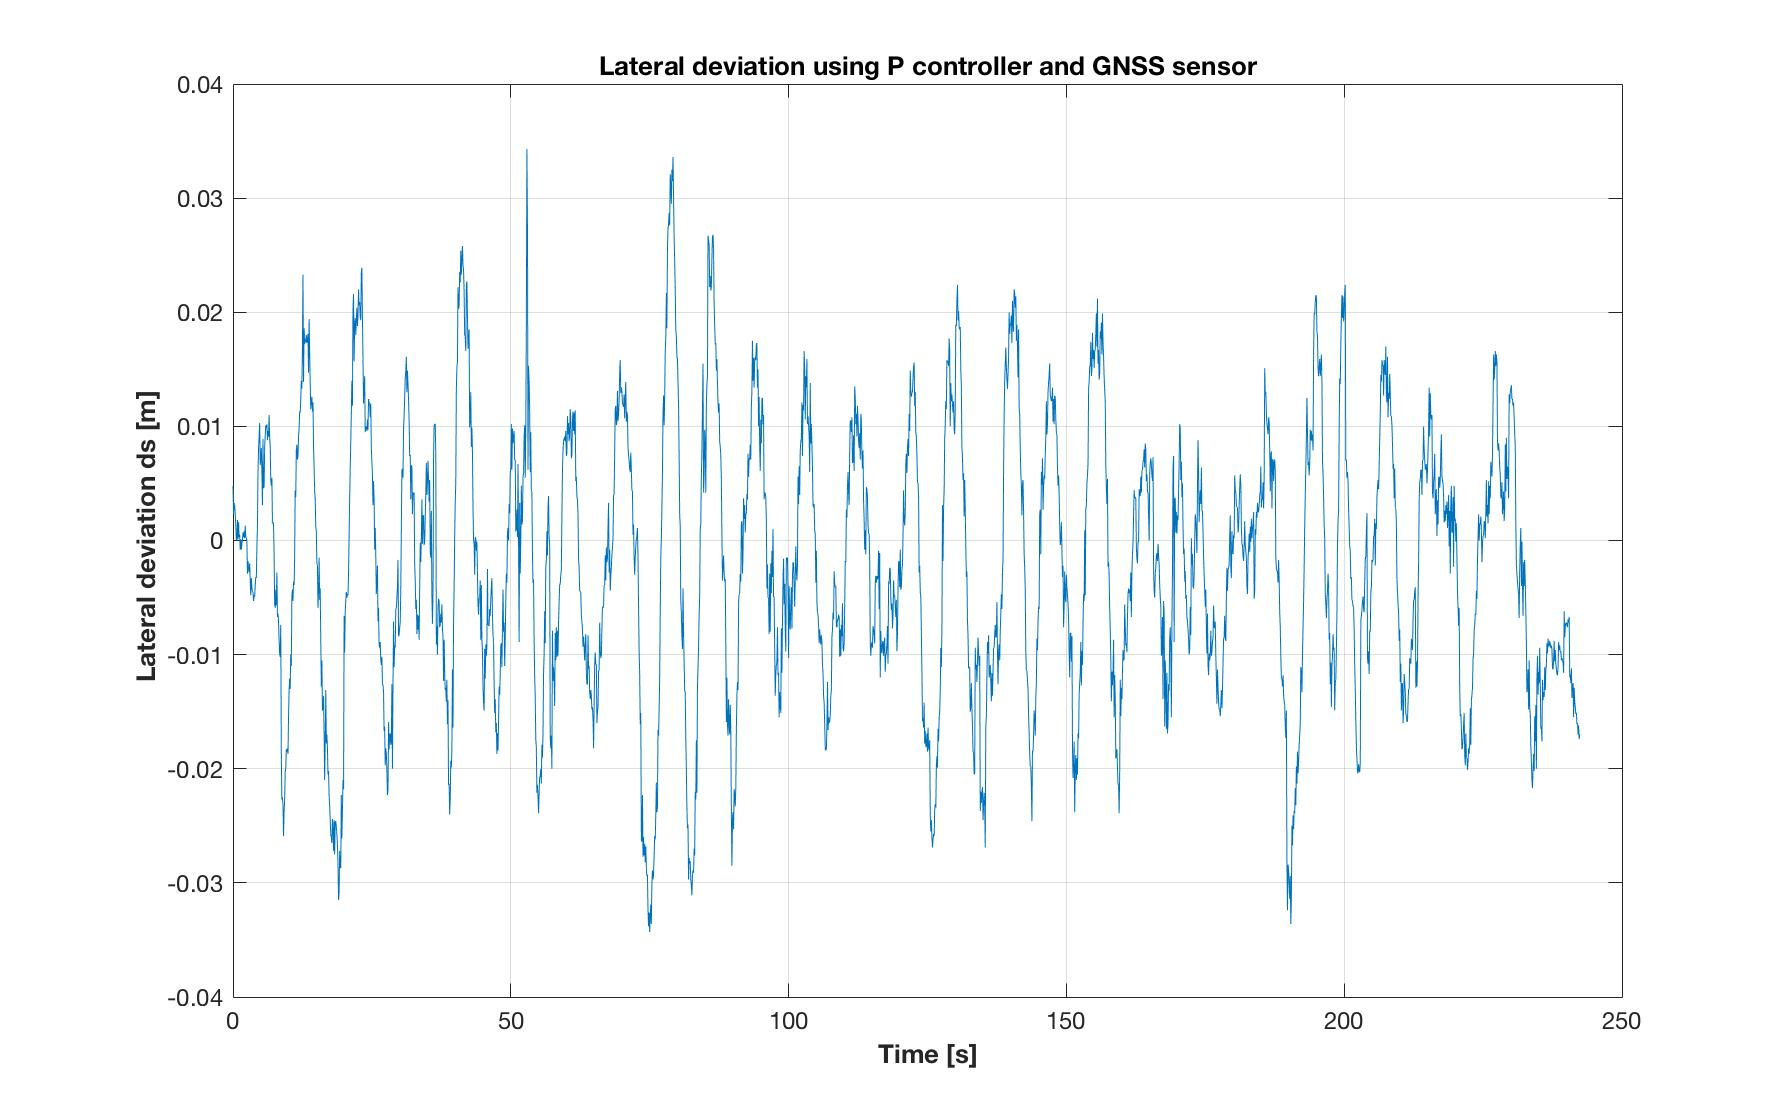 Lateral deviation using P controller and GNSS sensor
0.04
0.03
0.02
0.01
0
-0.01
-0.02
-0.03
-0.04
Lateral deviation ds [m]
0 50 100 150 200 250
Time [s]